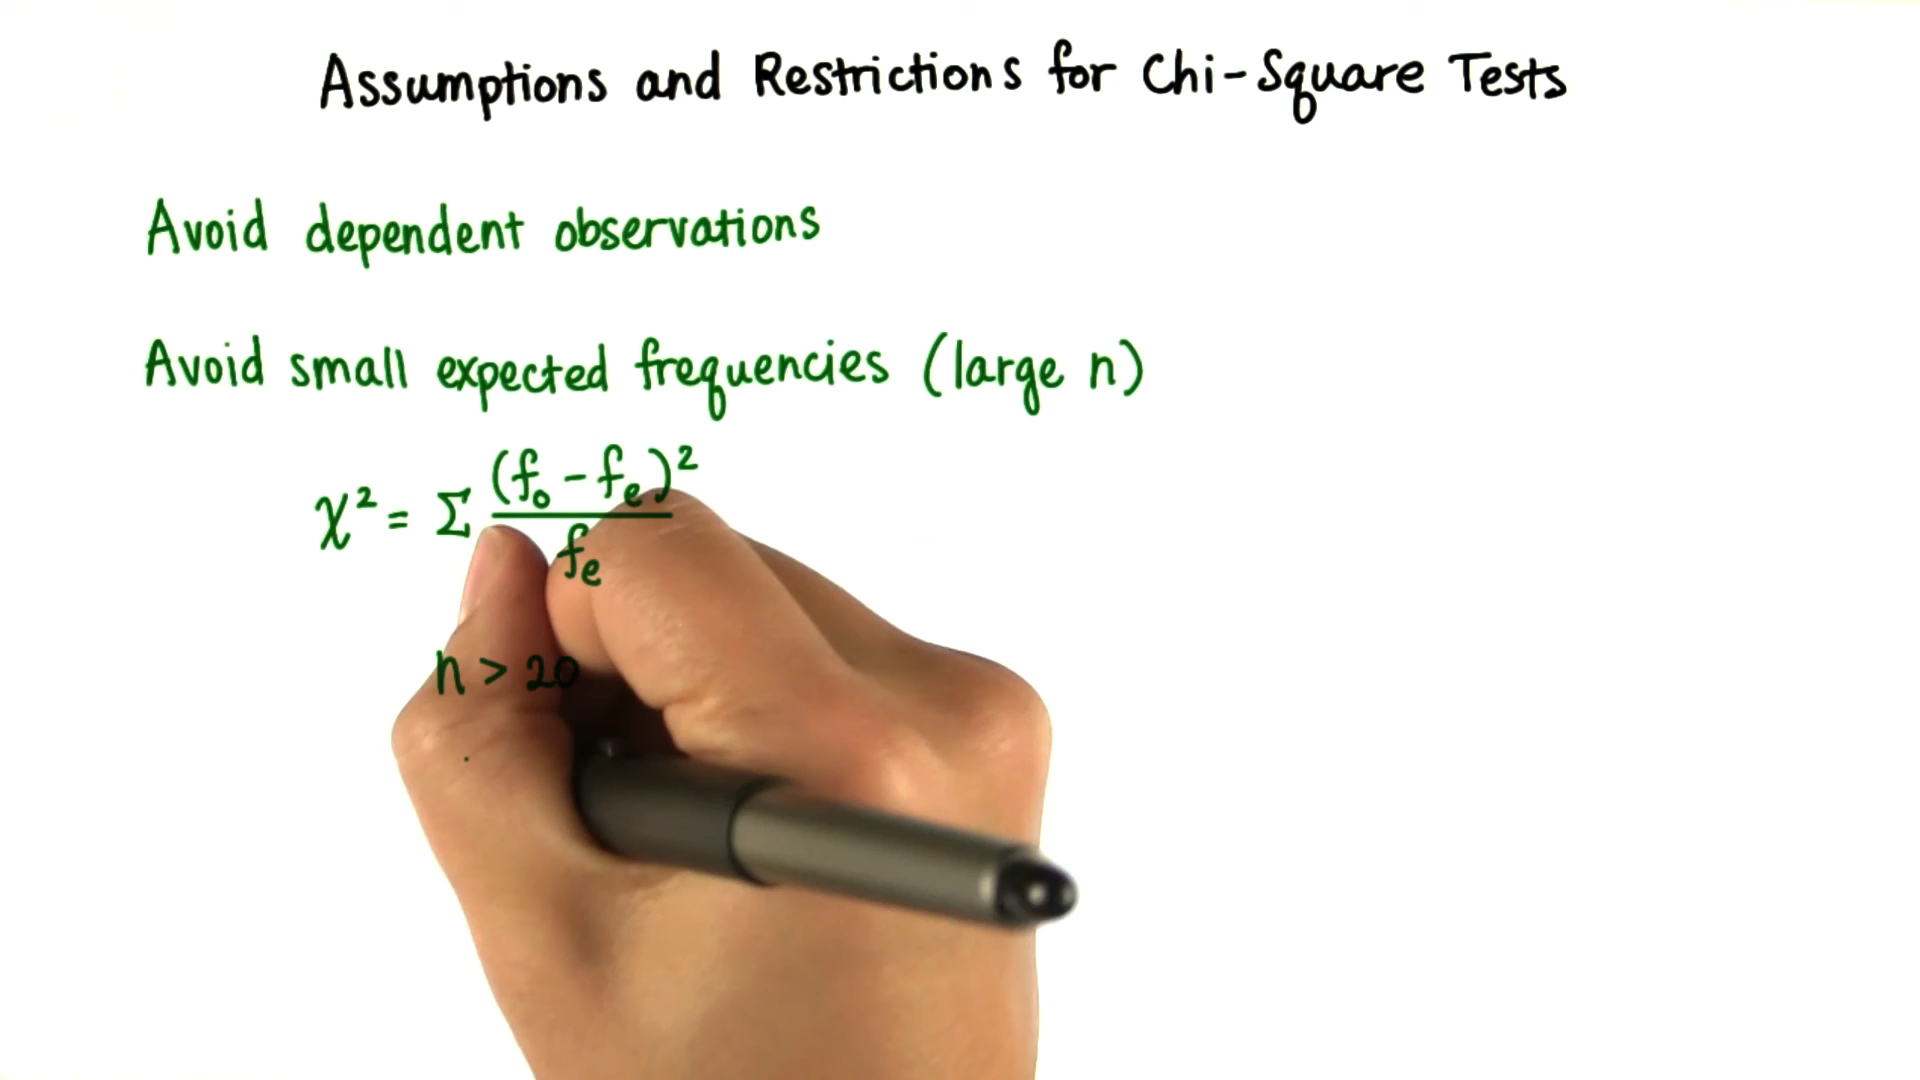 Assumptions and Restrictions for Chi-Square Tests
Avoid dependent observations
Avoid small expected frequencies (large n)
χ² = Σ (fₒ - fₑ)² / fₑ
n > 20